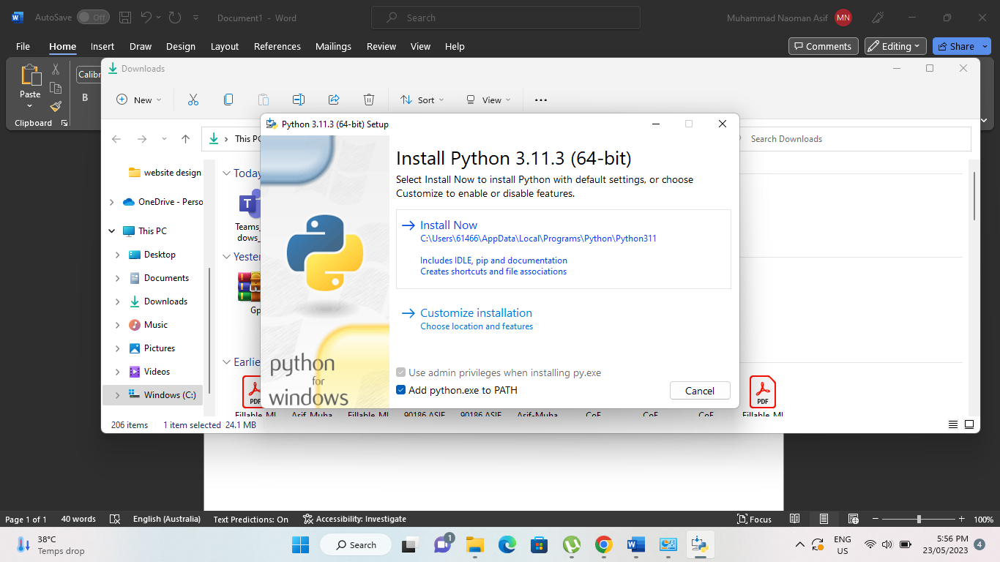 AutoSave Off Document1 - Word Search Muhammad Naoman Asif MN
File Home Insert Draw Design Layout References Mailings Review View Help Comments Editing Share
Paste
Calibri
B
Clipboard
Downloads
New Sort View
This PC Search Downloads
Python 3.11.3 (64-bit) Setup
Install Python 3.11.3 (64-bit)
Select Install Now to install Python with default settings, or choose
Customize to enable or disable features.
Install Now
C:\Users\61466\AppData\Local\Programs\Python\Python311
Includes IDLE, pip and documentation
Creates shortcuts and file associations
Customize installation
Choose location and features
Use admin privileges when installing py.exe
Add python.exe to PATH
Cancel
python
for
windows
website design
OneDrive - Perso
This PC
Desktop
Documents
Downloads
Music
Pictures
Videos
Windows (C:)
Today
T
Teams_
dows_
Yester
Gp
Earlie
PDF PDF
Fillable_MI Asif_Muha Fillable_MI 90186 ASIF 90186 ASIF Asif-Muha CoE CoE CoE Fillable_MI
206 items 1 item selected 24.1 MB
Page 1 of 1 40 words English (Australia) Text Predictions: On Accessibility: Investigate Focus 100%
38°C
Temps drop
Search
1
ENG
US
5:56 PM
23/05/2023
4